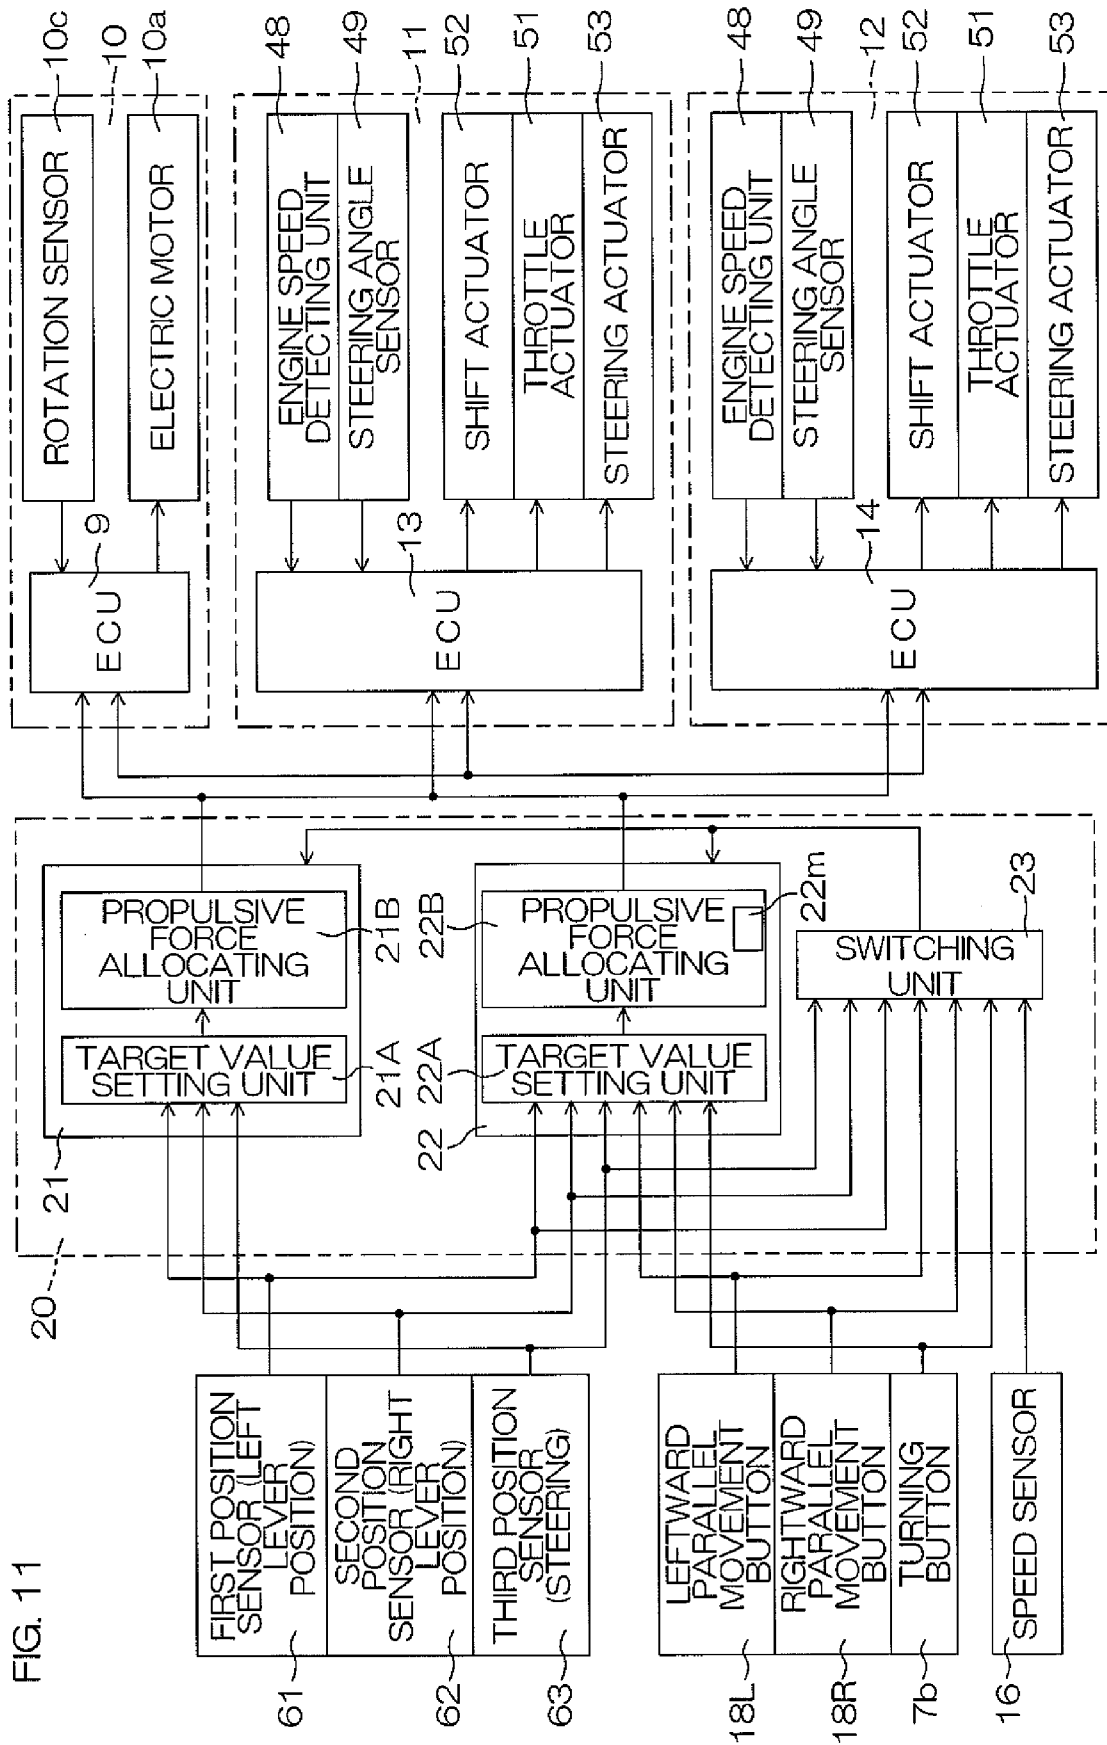 FIG. 11
FIRST POSITION
SENSOR (LEFT
LEVER
POSITION)
61
SECOND
POSITION
SENSOR (RIGHT
LEVER
POSITION)
62
THIRD POSITION
SENSOR
(STEERING)
63
LEFTWARD
PARALLEL
MOVEMENT
BUTTON
18L
RIGHTWARD
PARALLEL
MOVEMENT
BUTTON
18R
TURNING
BUTTON
7b
SPEED SENSOR
16
20
21
TARGET VALUE
SETTING UNIT
21A
PROPULSIVE
FORCE
ALLOCATING
UNIT
21B
22
TARGET VALUE
SETTING UNIT
22A
PROPULSIVE
FORCE
ALLOCATING
UNIT
22B
22m
SWITCHING
UNIT
23
ECU
9
ROTATION SENSOR
10c
10
ELECTRIC MOTOR
10a
ECU
13
ENGINE SPEED
DETECTING UNIT
48
STEERING ANGLE
SENSOR
49
11
SHIFT ACTUATOR
52
THROTTLE
ACTUATOR
51
STEERING ACTUATOR
53
ECU
14
ENGINE SPEED
DETECTING UNIT
48
STEERING ANGLE
SENSOR
49
12
SHIFT ACTUATOR
52
THROTTLE
ACTUATOR
51
STEERING ACTUATOR
53